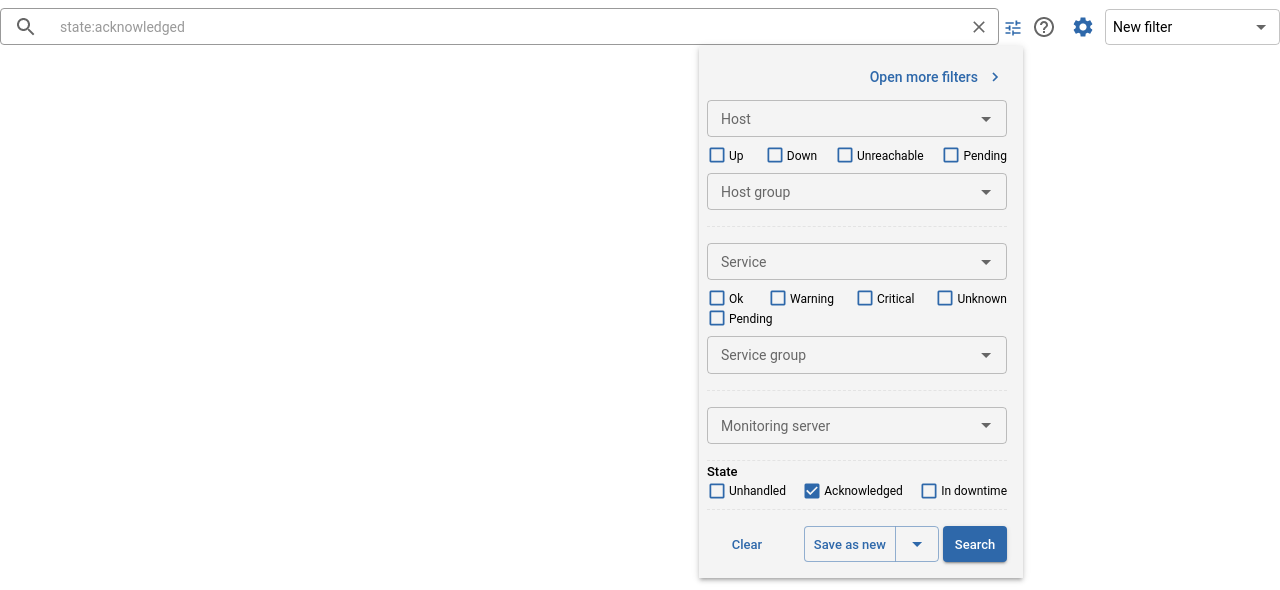 state:acknowledged
New filter
Open more filters
Host
Up Down Unreachable Pending
Host group
Service
Ok Warning Critical Unknown
Pending
Service group
Monitoring server
State
Unhandled Acknowledged In downtime
Clear Save as new Search